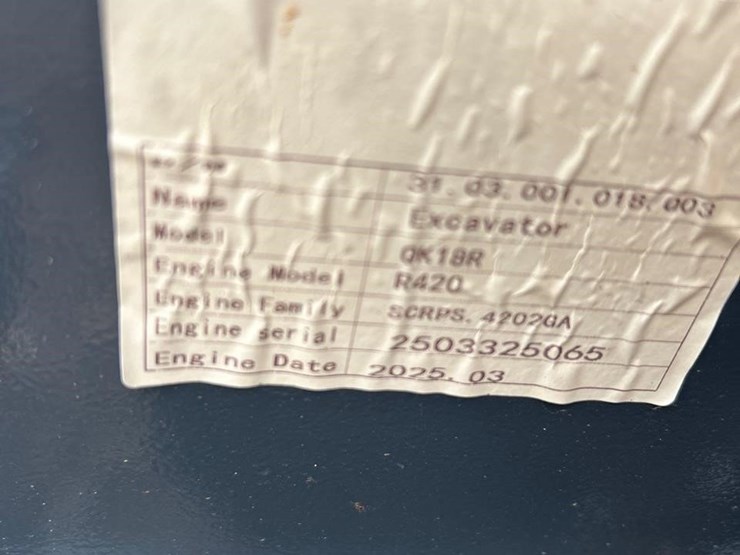 31.03.001.018.003
Name Excavator
Model QK18R
Engine Model R420
Engine Family SCRPS.4202GA
Engine serial 2503325065
Engine Date 2025.03